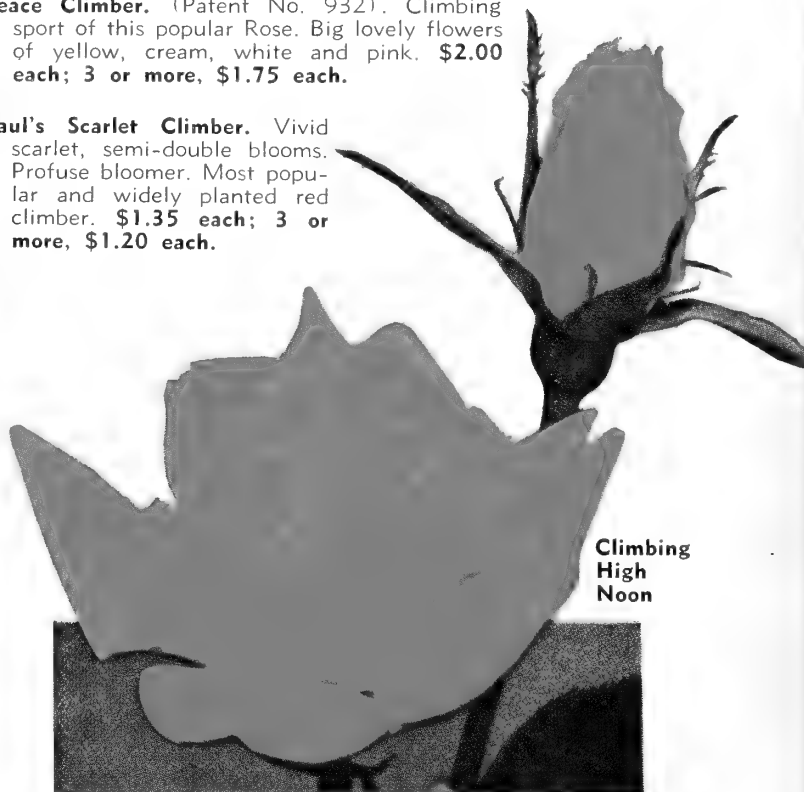 eace Climber. (Patent No. 932). Climbing
sport of this popular Rose. Big lovely flowers
of yellow, cream, white and pink. $2.00
each; 3 or more, $1.75 each.
aul's Scarlet Climber. Vivid
scarlet, semi-double blooms.
Profuse bloomer. Most popu-
lar and widely planted red
climber. $1.35 each; 3 or
more, $1.20 each.
Climbing
High
Noon